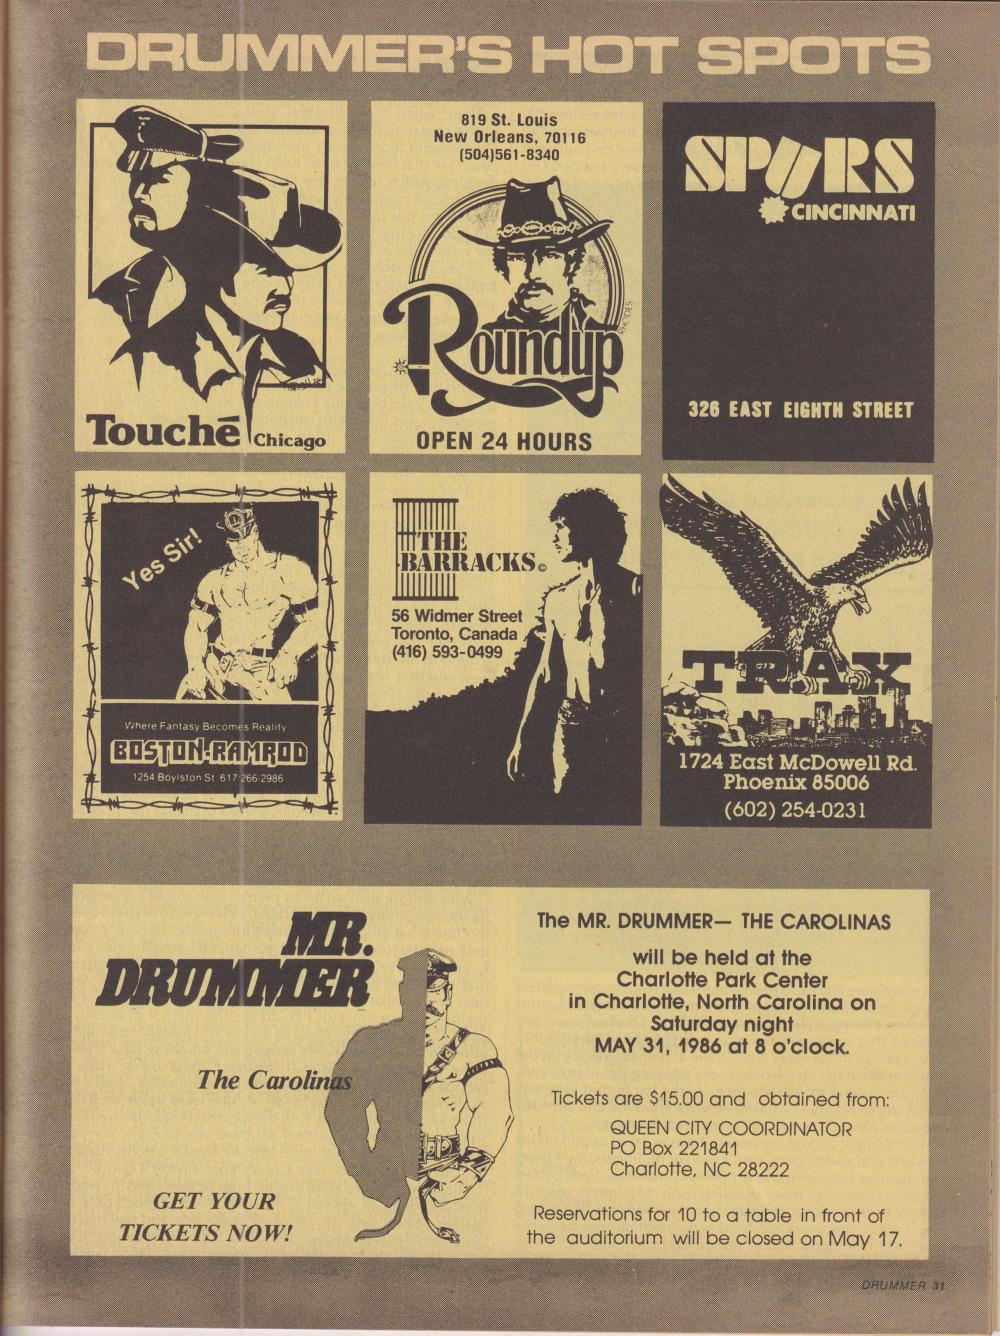 DRUMMER'S HOT SPOTS
Touché Chicago
819 St. Louis
New Orleans, 70116
(504)561-8340
Roundup
RHODES
OPEN 24 HOURS
SPURS
CINCINNATI
326 EAST EIGHTH STREET
Yes Sir!
Where Fantasy Becomes Reality
BOSTON-RAMROD
1254 Boylston St 617 266-2986
THE
BARRACKS©
56 Widmer Street
Toronto, Canada
(416) 593-0499
TRAX
1724 East McDowell Rd.
Phoenix 85006
(602) 254-0231
MR.
DRUMMER
The Carolinas
GET YOUR
TICKETS NOW!
The MR. DRUMMER— THE CAROLINAS
will be held at the
Charlotte Park Center
in Charlotte, North Carolina on
Saturday night
MAY 31, 1986 at 8 o'clock.
Tickets are $15.00 and obtained from:
QUEEN CITY COORDINATOR
PO Box 221841
Charlotte, NC 28222
Reservations for 10 to a table in front of
the auditorium will be closed on May 17.
DRUMMER 31